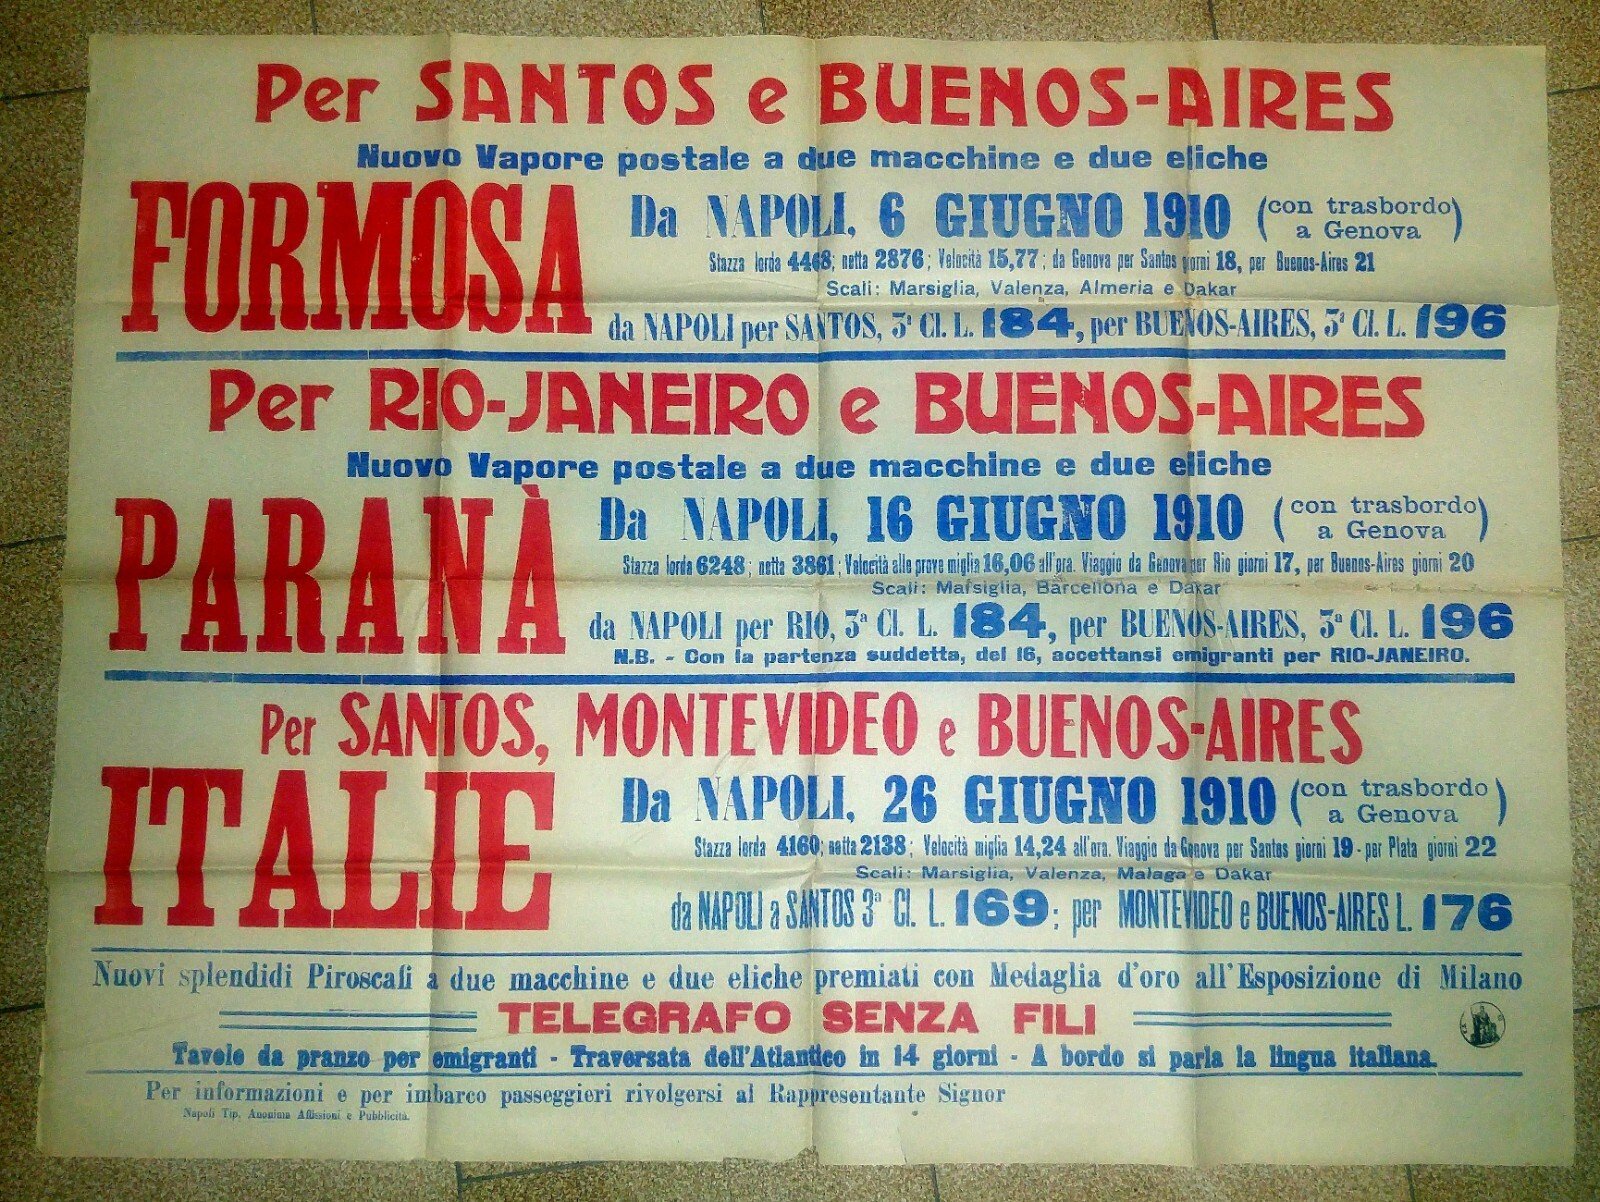 Per SANTOS e BUENOS-AIRES
Nuovo Vapore postale a due macchine e due eliche
FORMOSA
Da NAPOLI, 6 GIUGNO 1910 (con trasbordo a Genova)
Stazza lorda 4468; netta 2876; Velocità 15,77; da Genova per Santos giorni 18, per Buenos-Aires 21
Scali: Marsiglia, Valenza, Almeria e Dakar
da NAPOLI per SANTOS, 3ª Cl. L. 184, per BUENOS-AIRES, 3ª Cl. L. 196
Per RIO-JANEIRO e BUENOS-AIRES
Nuovo Vapore postale a due macchine e due eliche
PARANÀ
Da NAPOLI, 16 GIUGNO 1910 (con trasbordo a Genova)
Stazza lorda 6248; netta 3861; Velocità alle prove miglia 16,06 all'ora. Viaggio da Genova per Rio giorni 17, per Buenos-Aires giorni 20
Scali: Marsiglia, Barcellona e Dakar
da NAPOLI per RIO, 3ª Cl. L. 184, per BUENOS-AIRES, 3ª Cl. L. 196
N.B. - Con la partenza suddetta, del 16, accettansi emigranti per RIO-JANEIRO.
Per SANTOS, MONTEVIDEO e BUENOS-AIRES
ITALIE
Da NAPOLI, 26 GIUGNO 1910 (con trasbordo a Genova)
Stazza lorda 4160; netta 2138; Velocità miglia 14,24 all'ora. Viaggio da Genova per Santos giorni 19 - per Plata giorni 22
Scali: Marsiglia, Valenza, Malaga e Dakar
da NAPOLI a SANTOS 3ª Cl. L. 169; per MONTEVIDEO e BUENOS-AIRES L. 176
Nuovi splendidi Piroscafi a due macchine e due eliche premiati con Medaglia d'oro all'Esposizione di Milano
TELEGRAFO SENZA FILI
Tavole da pranzo per emigranti - Traversata dell'Atlantico in 14 giorni - A bordo si parla la lingua italiana.
Per informazioni e per imbarco passeggieri rivolgersi al Rappresentante Signor
Napoli Tip. Anonima Affissioni e Pubblicità.